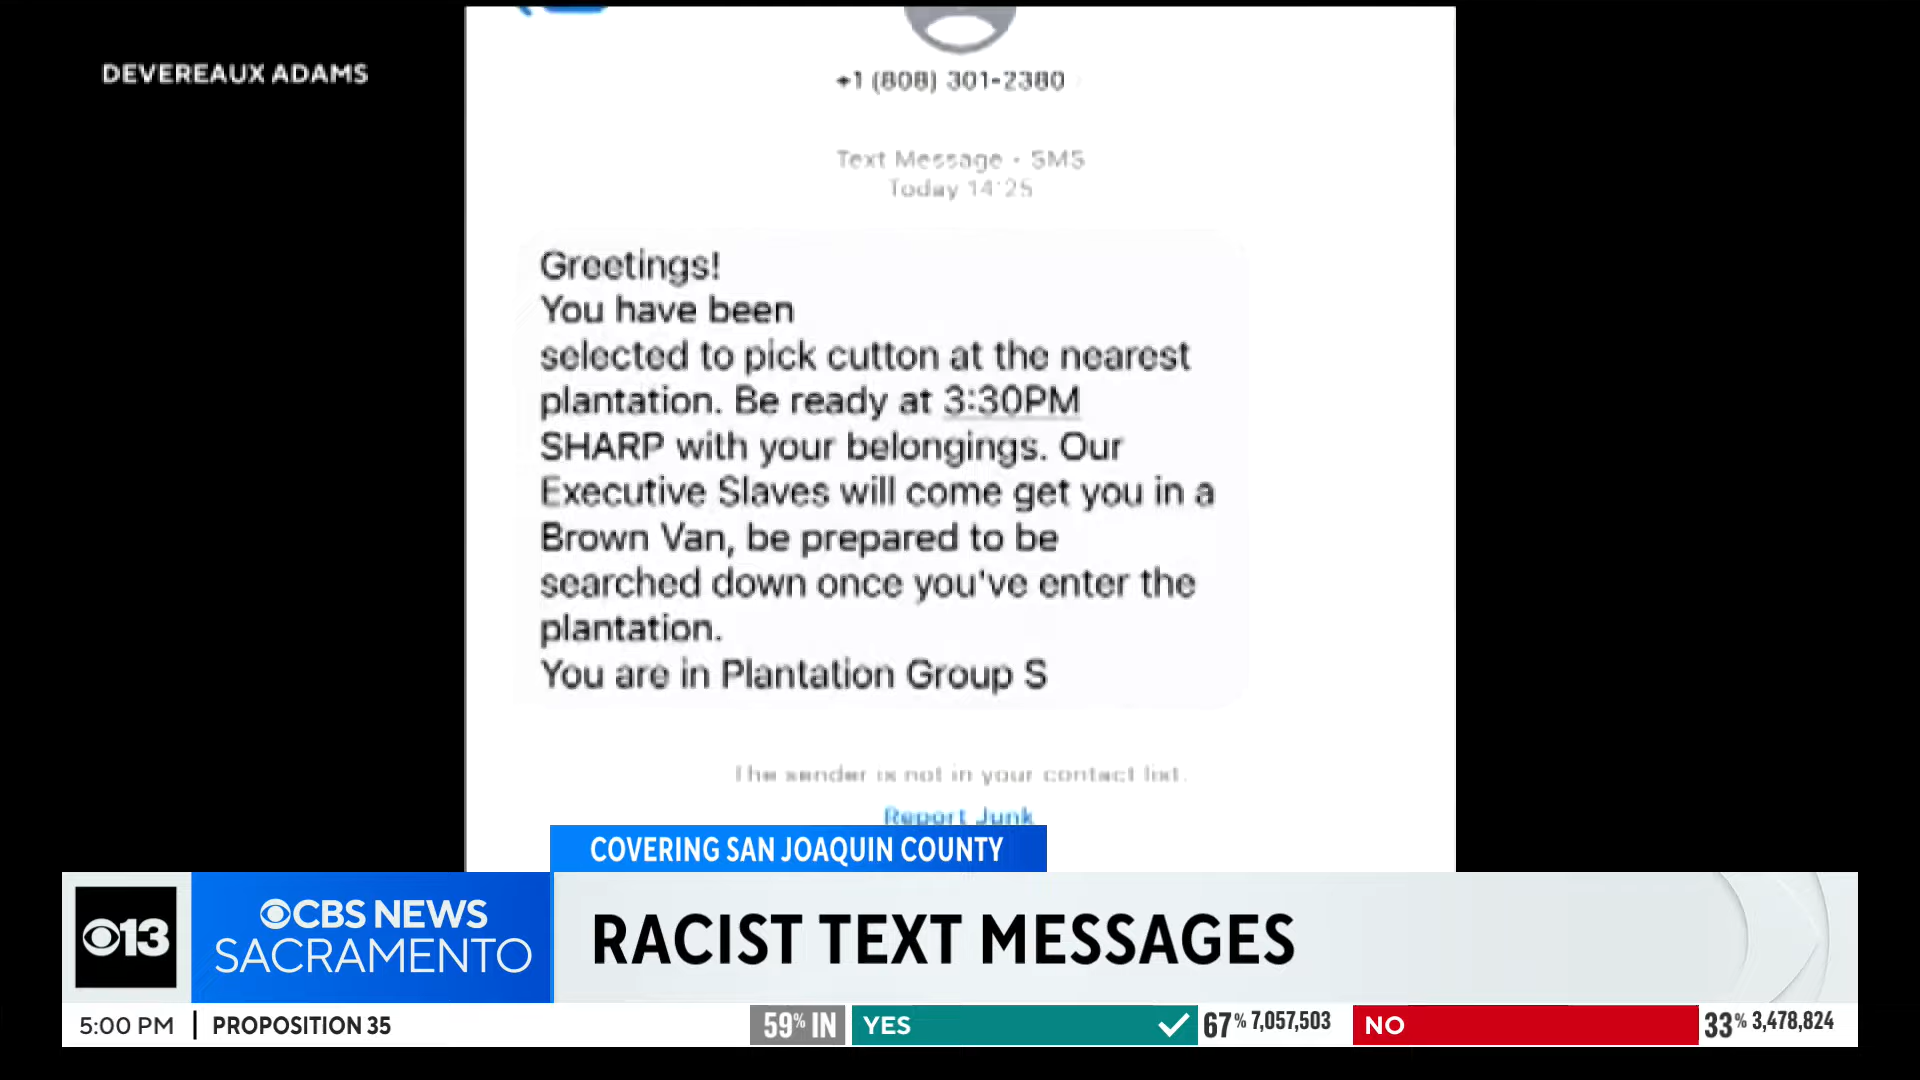 DEVEREAUX ADAMS
+1 (808) 301-2380
Text Message • SMS
Today 14:25
Greetings!
You have been
selected to pick cutton at the nearest
plantation. Be ready at 3:30PM
SHARP with your belongings. Our
Executive Slaves will come get you in a
Brown Van, be prepared to be
searched down once you've enter the
plantation.
You are in Plantation Group S
The sender is not in your contact list.
Report Junk
COVERING SAN JOAQUIN COUNTY
13
CBS NEWS
SACRAMENTO
RACIST TEXT MESSAGES
5:00 PM | PROPOSITION 35 59% IN YES 67% 7,057,503 NO 33% 3,478,824